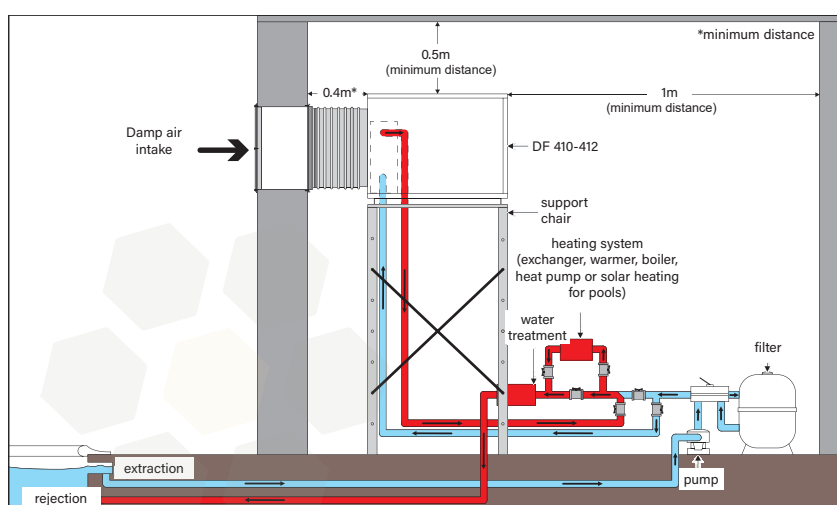 *minimum distance
0.5m
(minimum distance)
0.4m*
1m
(minimum distance)
Damp air
intake
DF 410-412
support
chair
heating system
(exchanger, warmer, boiler,
heat pump or solar heating
for pools)
water
treatment
filter
extraction
pump
rejection